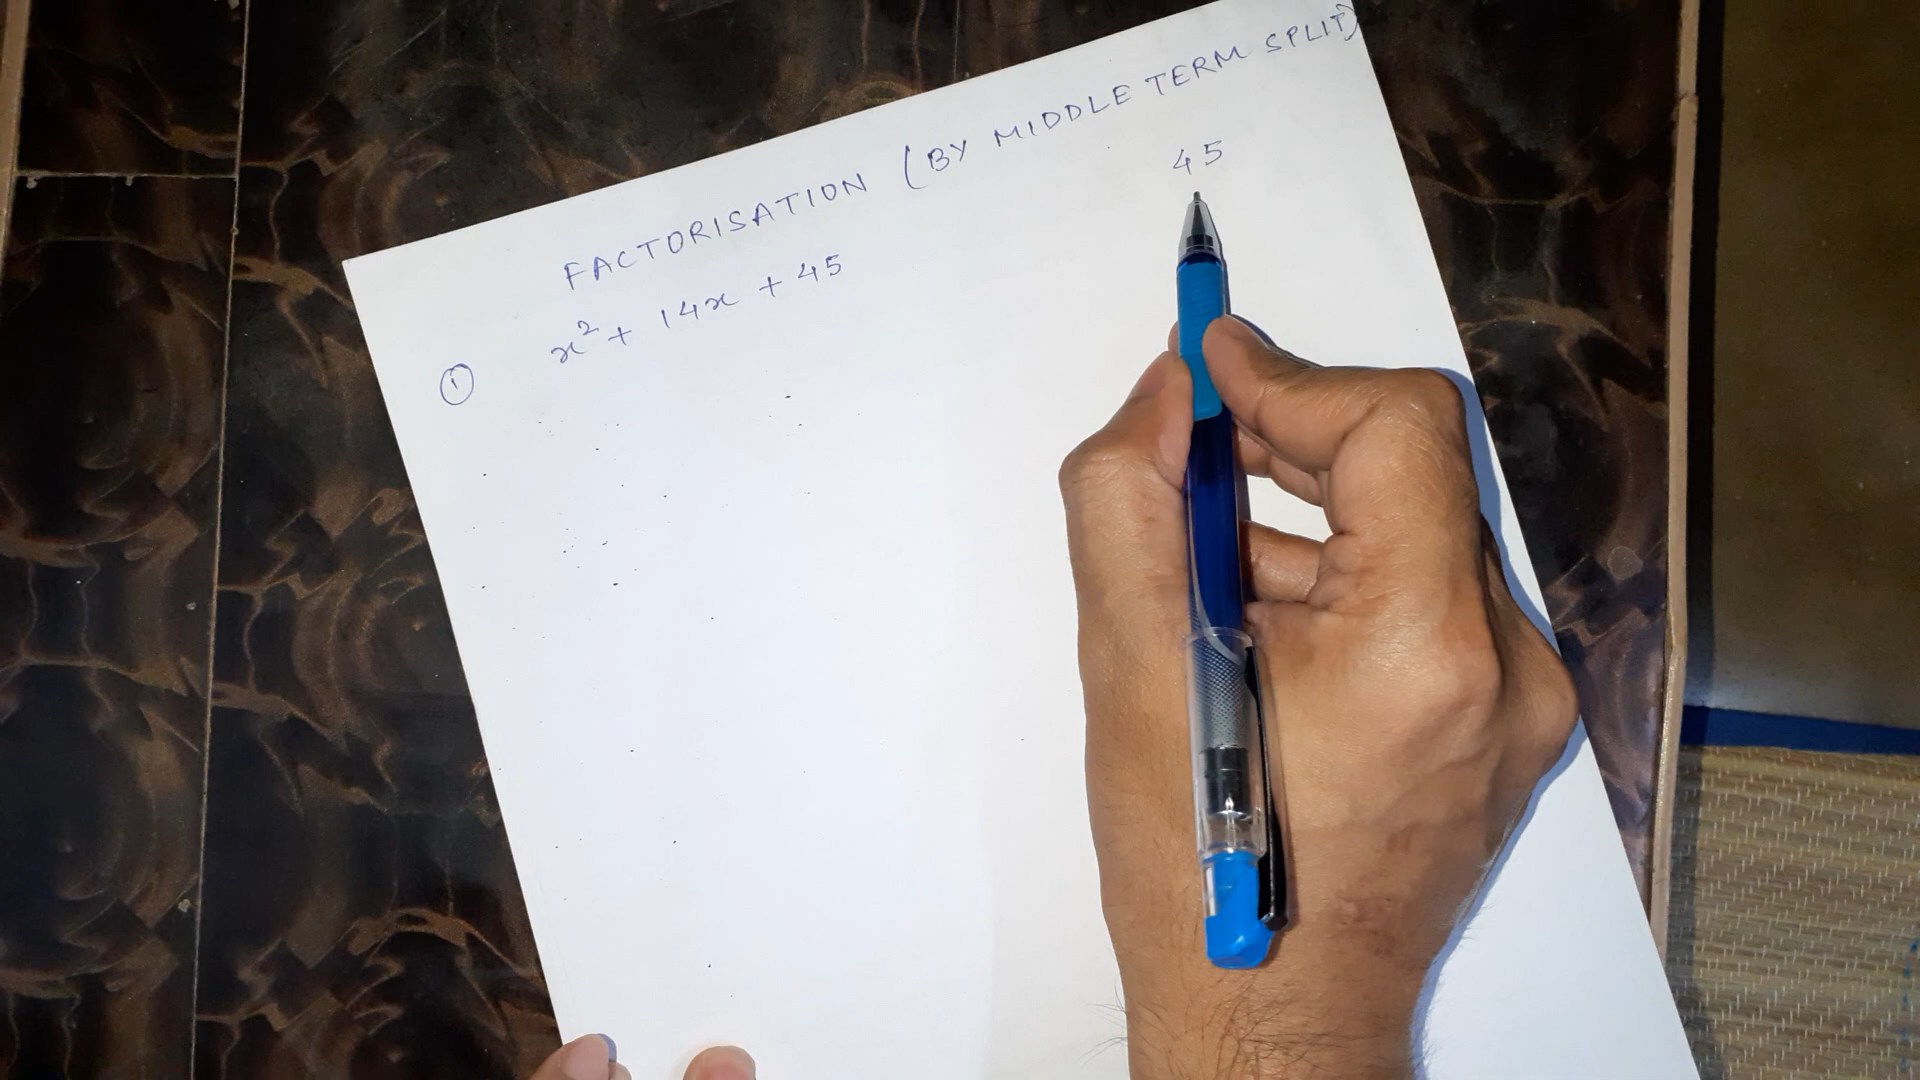 FACTORISATION (BY MIDDLE TERM SPLIT)
45
① x² + 14x + 45